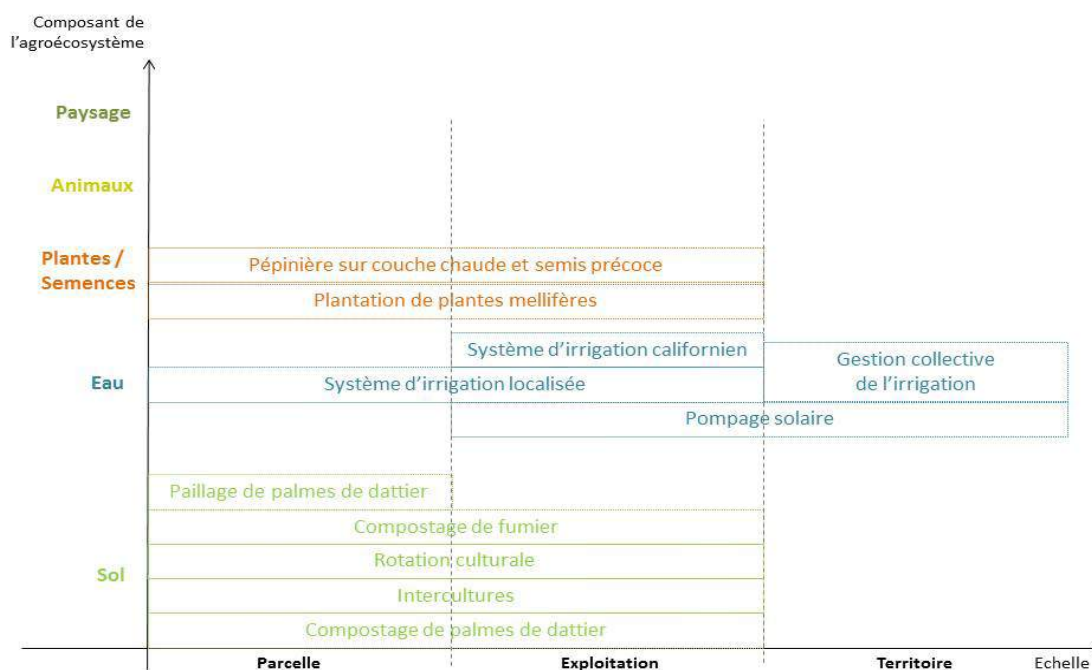 Composant de
l’agroécosystème
Paysage
Animaux
Plantes /
Semences
Pépinière sur couche chaude et semis précoce
Plantation de plantes mellifères
Eau
Système d’irrigation californien
Gestion collective
de l’irrigation
Système d’irrigation localisée
Pompage solaire
Sol
Paillage de palmes de dattier
Compostage de fumier
Rotation culturale
Intercultures
Compostage de palmes de dattier
Parcelle
Exploitation
Territoire
Echelle